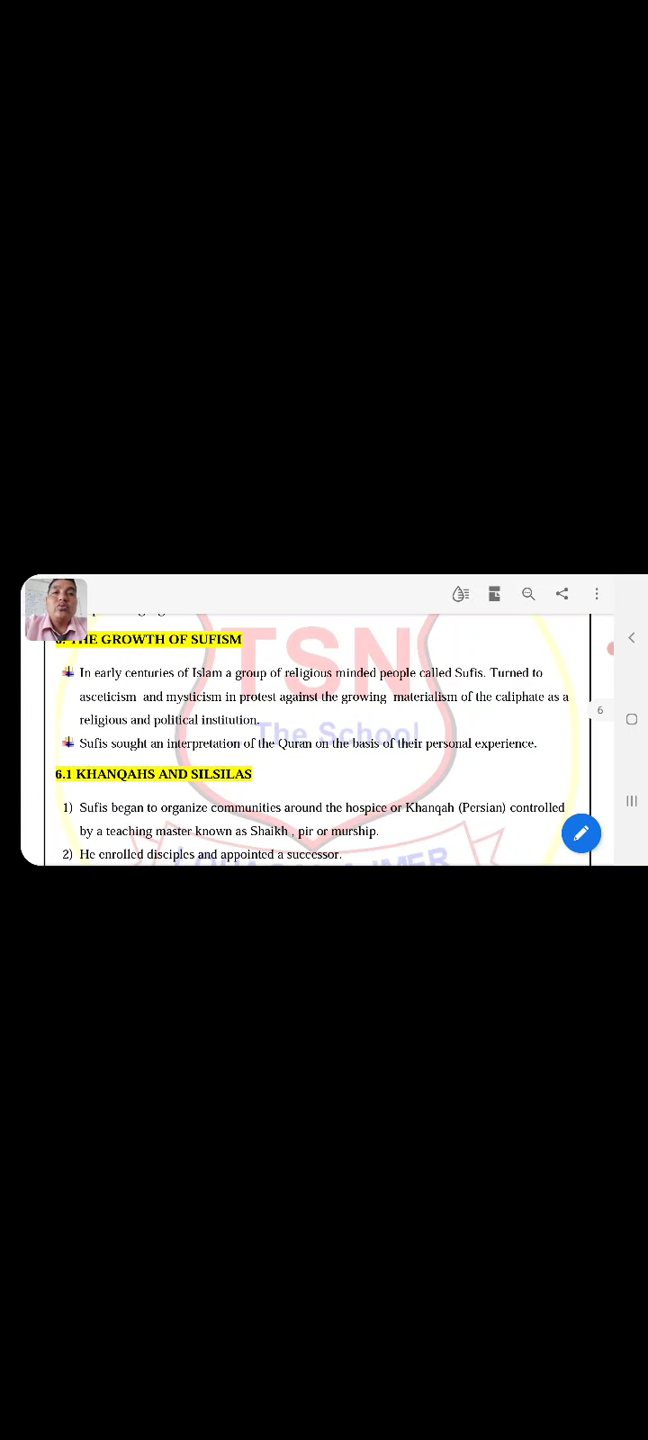 6. THE GROWTH OF SUFISM
In early centuries of Islam a group of religious minded people called Sufis. Turned to
asceticism and mysticism in protest against the growing materialism of the caliphate as a
religious and political institution.
Sufis sought an interpretation of the Quran on the basis of their personal experience.
6.1 KHANQAHS AND SILSILAS
1) Sufis began to organize communities around the hospice or Khanqah (Persian) controlled
by a teaching master known as Shaikh , pir or murship.
2) He enrolled disciples and appointed a successor.
TSN
The School
6